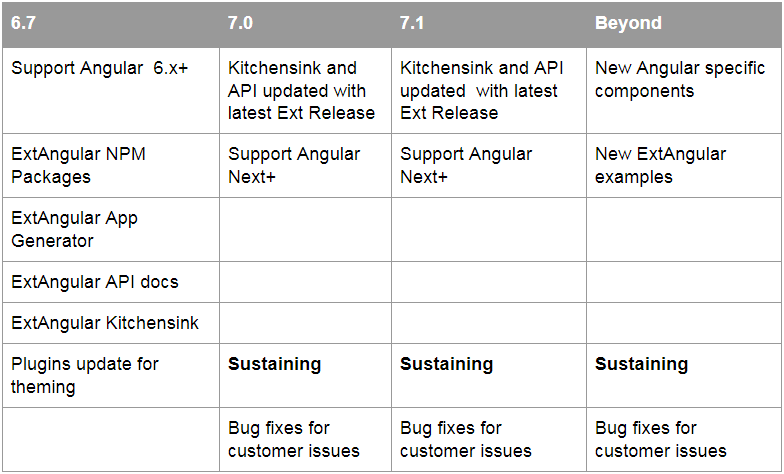 6.7 7.0 7.1 Beyond
Support Angular  6.x+
Kitchensink and
API updated with
latest Ext Release
Kitchensink and API
updated  with latest
Ext Release
New Angular specific
components
ExtAngular NPM
Packages
Support Angular
Next+
Support Angular
Next+
New ExtAngular
examples
ExtAngular App
Generator
ExtAngular API docs
ExtAngular Kitchensink
Plugins update for
theming
Sustaining
Sustaining
Sustaining
Bug fixes for
customer issues
Bug fixes for
customer issues
Bug fixes for
customer issues